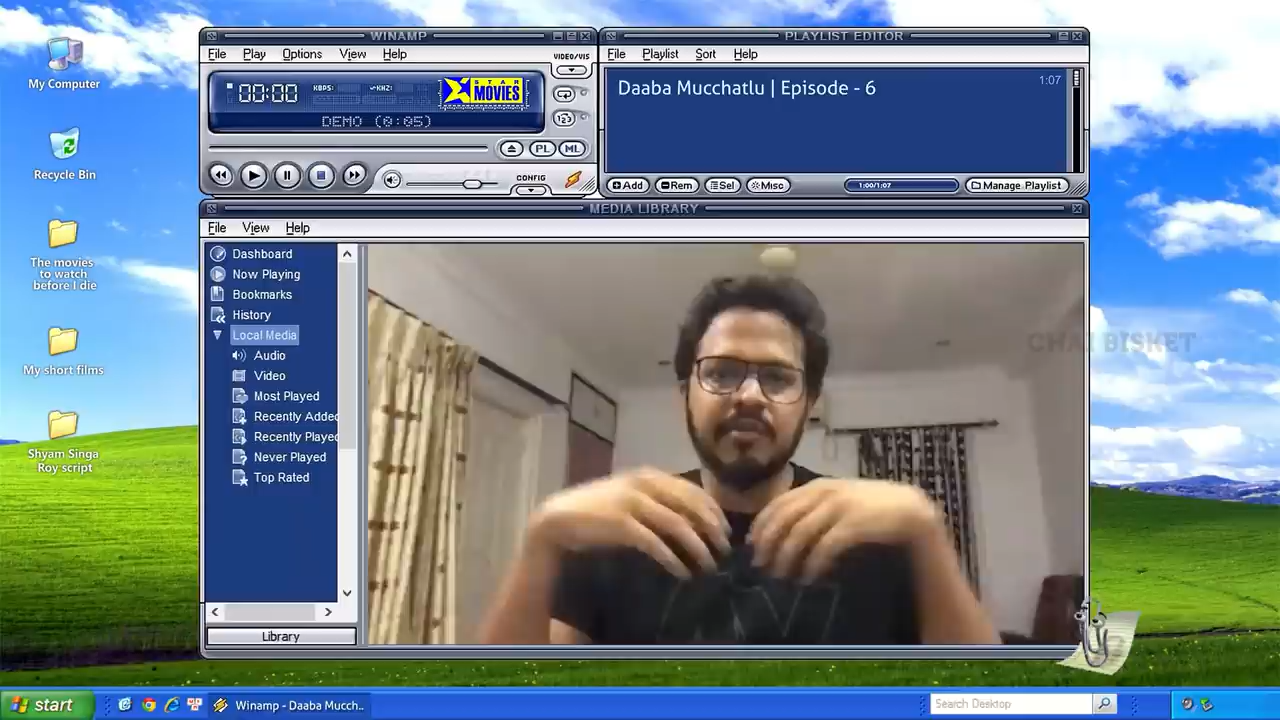 My Computer
Recycle Bin
The movies
to watch
before I die
My short films
Shyam Singa
Roy script
WINAMP
File Play Options View Help
VIDEO/VIS
00:00
KBPS:
KHZ:
STAR
MOVIES
DEMO (0:05)
PL ML
CONFIG
PLAYLIST EDITOR
File Playlist Sort Help
Daaba Mucchatlu | Episode - 6 1:07
Add Rem Sel Misc 1:00/1:07 Manage Playlist
MEDIA LIBRARY
File View Help
Dashboard
Now Playing
Bookmarks
History
Local Media
Audio
Video
Most Played
Recently Added
Recently Played
Never Played
Top Rated
Library
CHAI BISKET
start
Winamp - Daaba Mucch..
Search Desktop